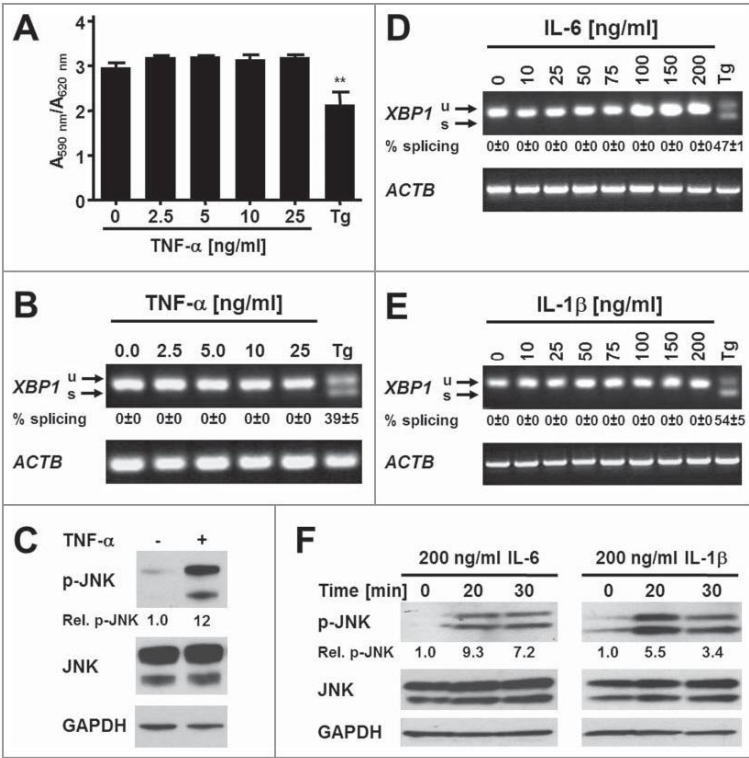 A
A590 nm/A620 nm
4
3
2
1
0
**
0 2.5 5 10 25 Tg
TNF-α [ng/ml]
B
TNF-α [ng/ml]
0.0 2.5 5.0 10 25 Tg
XBP1 u
s
% splicing 0±0 0±0 0±0 0±0 0±0 39±5
ACTB
C
TNF-α - +
p-JNK
Rel. p-JNK 1.0 12
JNK
GAPDH
D
IL-6 [ng/ml]
0 10 25 50 75 100 150 200 Tg
XBP1 u
s
% splicing 0±0 0±0 0±0 0±0 0±0 0±0 0±0 0±0 47±1
ACTB
E
IL-1β [ng/ml]
0 10 25 50 75 100 150 200 Tg
XBP1 u
s
% splicing 0±0 0±0 0±0 0±0 0±0 0±0 0±0 0±0 54±5
ACTB
F
200 ng/ml IL-6 200 ng/ml IL-1β
Time [min] 0 20 30 0 20 30
p-JNK
Rel. p-JNK 1.0 9.3 7.2 1.0 5.5 3.4
JNK
GAPDH